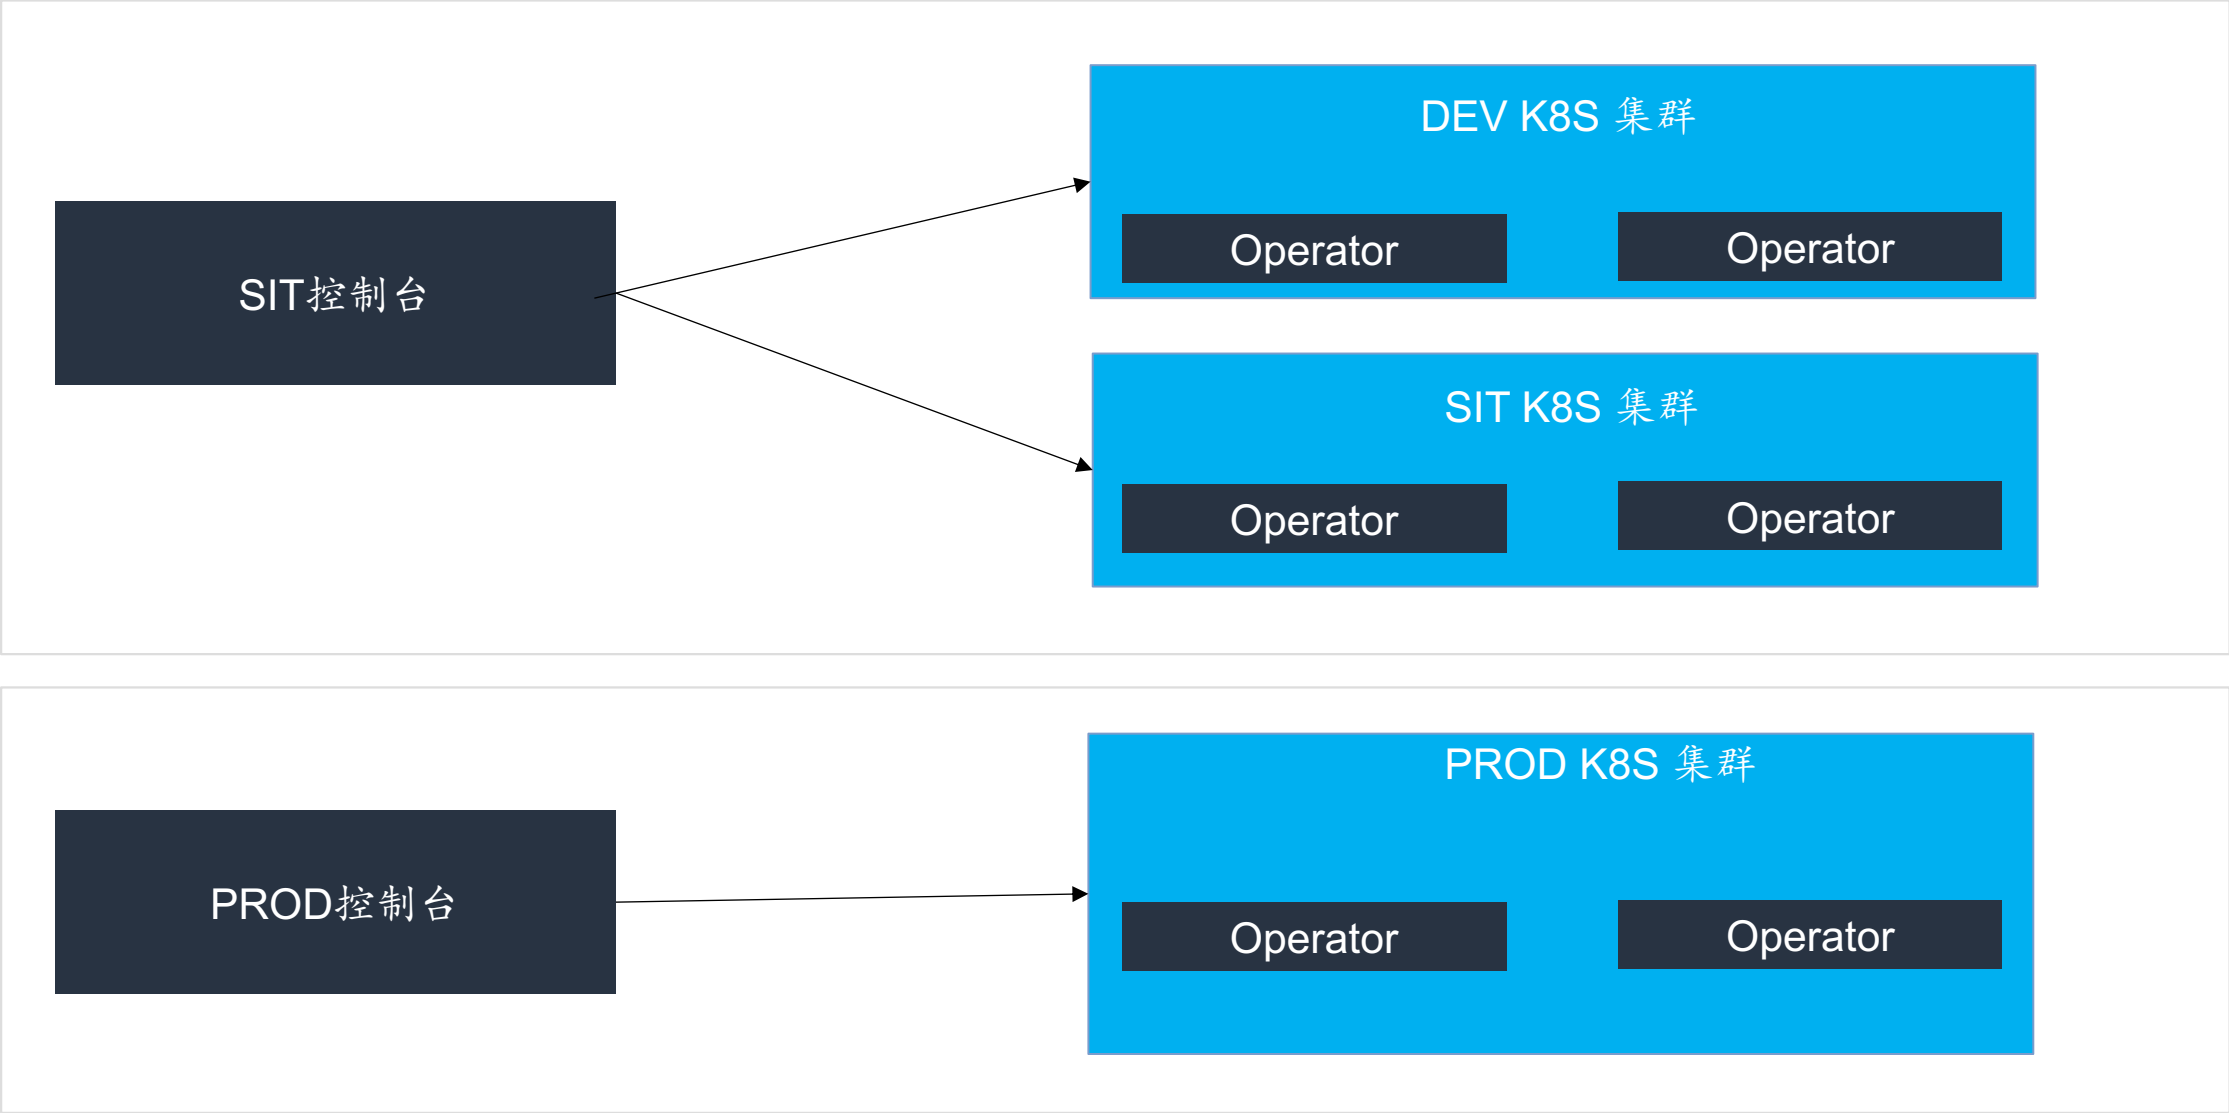 DEV K8S 集群
Operator
Operator
SIT控制台
SIT K8S 集群
Operator
Operator
PROD K8S 集群
PROD控制台
Operator
Operator